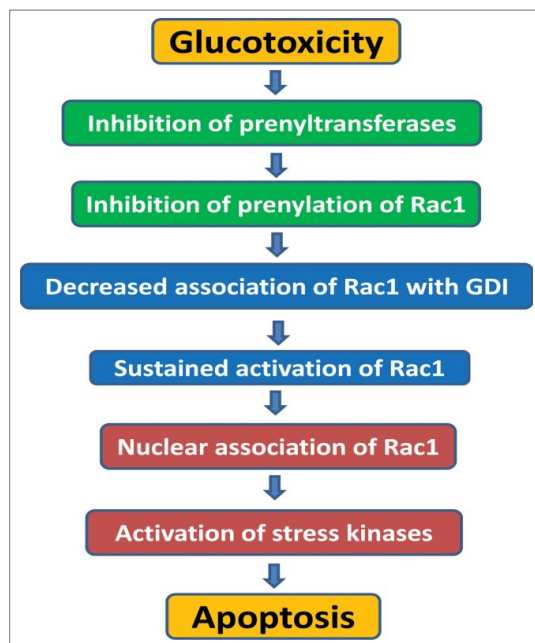 Glucotoxicity
Inhibition of prenyltransferases
Inhibition of prenylation of Rac1
Decreased association of Rac1 with GDI
Sustained activation of Rac1
Nuclear association of Rac1
Activation of stress kinases
Apoptosis